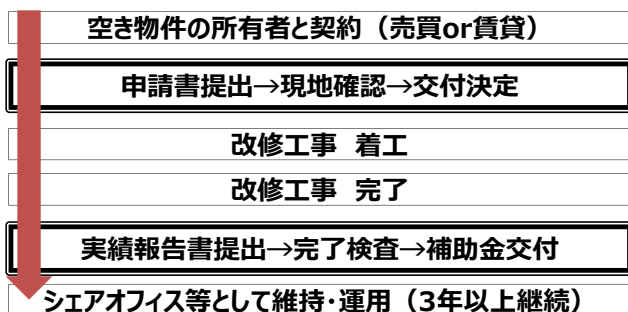 空き物件の所有者と契約（売買or賃貸）
申請書提出→現地確認→交付決定
改修工事 着工
改修工事 完了
実績報告書提出→完了検査→補助金交付
シェアオフィス等として維持・運用（3年以上継続）